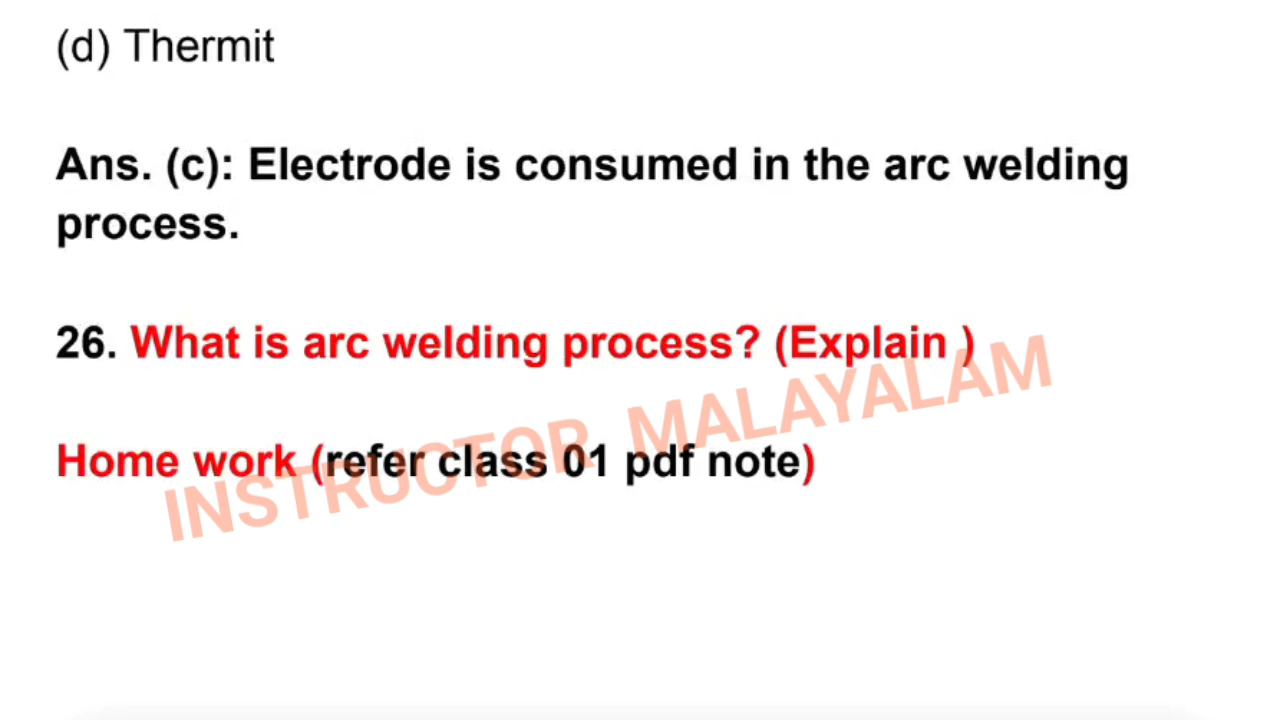 (d) Thermit
Ans. (c): Electrode is consumed in the arc welding
process.
26. What is arc welding process? (Explain )
Home work (refer class 01 pdf note)
INSTRUCTOR MALAYALAM